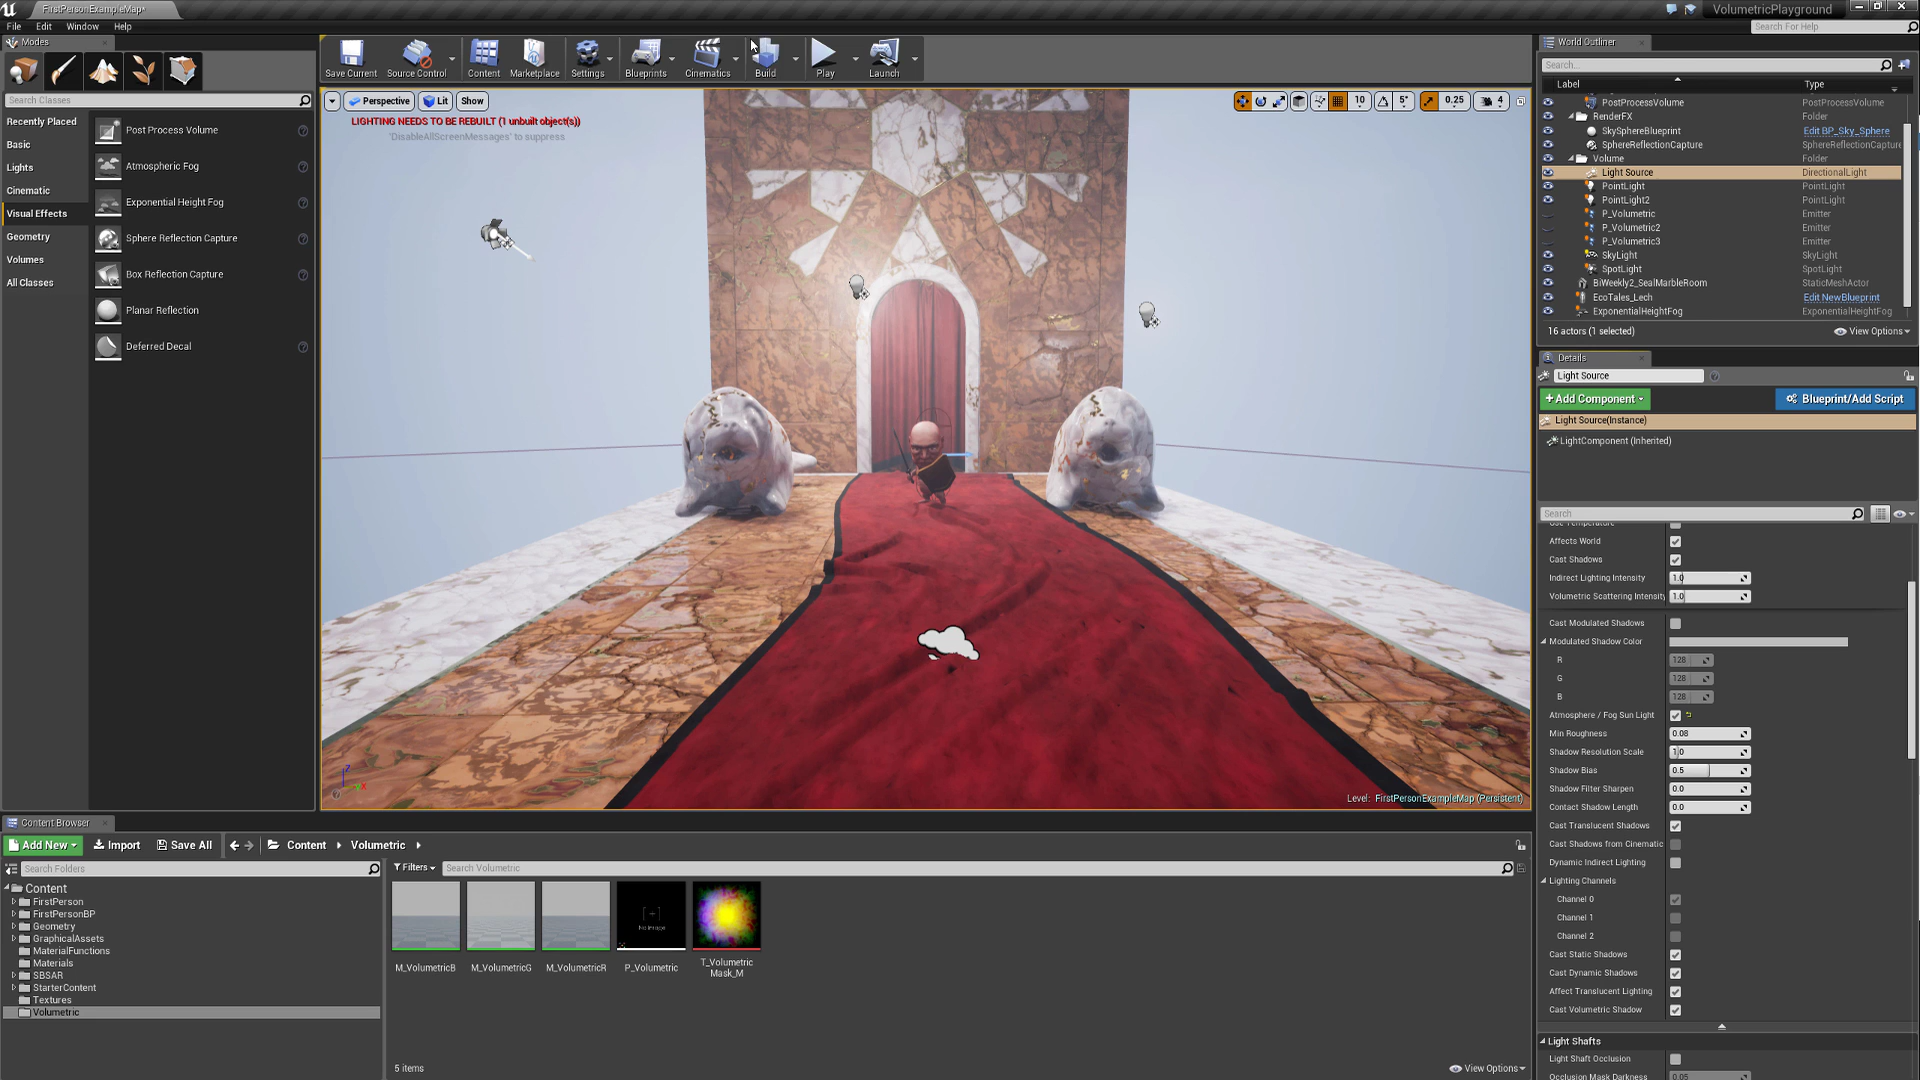 FirstPersonExampleMap*
VolumetricPlayground
File Edit Window Help
Search For Help
Modes
Save Current Source Control Content Marketplace Settings Blueprints Cinematics Build Play Launch
Search Classes
Recently Placed
Basic
Lights
Cinematic
Visual Effects
Geometry
Volumes
All Classes
Post Process Volume
Atmospheric Fog
Exponential Height Fog
Sphere Reflection Capture
Box Reflection Capture
Planar Reflection
Deferred Decal
Perspective Lit Show
10 5° 0.25 4
LIGHTING NEEDS TO BE REBUILT (1 unbuilt object(s))
'DisableAllScreenMessages' to suppress
Level: FirstPersonExampleMap (Persistent)
World Outliner
Search...
Label Type
PostProcessVolume PostProcessVolume
RenderFX Folder
SkySphereBlueprint Edit BP_Sky_Sphere
SphereReflectionCapture SphereReflectionCapture
Volume Folder
Light Source DirectionalLight
PointLight PointLight
PointLight2 PointLight
P_Volumetric Emitter
P_Volumetric2 Emitter
P_Volumetric3 Emitter
SkyLight SkyLight
SpotLight SpotLight
BiWeekly2_SealMarbleRoom StaticMeshActor
EcoTales_Lech Edit NewBlueprint
ExponentialHeightFog ExponentialHeightFog
16 actors (1 selected) View Options
Details
Light Source
+Add Component Blueprint/Add Script
Light Source(Instance)
LightComponent (Inherited)
Search
Use Temperature
Affects World
Cast Shadows
Indirect Lighting Intensity 1.0
Volumetric Scattering Intensity 1.0
Cast Modulated Shadows
Modulated Shadow Color
R 128
G 128
B 128
Atmosphere / Fog Sun Light
Min Roughness 0.08
Shadow Resolution Scale 1.0
Shadow Bias 0.5
Shadow Filter Sharpen 0.0
Contact Shadow Length 0.0
Cast Translucent Shadows
Cast Shadows from Cinematic
Dynamic Indirect Lighting
Lighting Channels
Channel 0
Channel 1
Channel 2
Cast Static Shadows
Cast Dynamic Shadows
Affect Translucent Lighting
Cast Volumetric Shadow
Light Shafts
Light Shaft Occlusion
Occlusion Mask Darkness 0.05
Content Browser
Add New Import Save All Content Volumetric
Search Folders
Filters Search Volumetric
Content
FirstPerson
FirstPersonBP
Geometry
GraphicalAssets
MaterialFunctions
Materials
SBSAR
StarterContent
Textures
Volumetric
No Image
M_VolumetricB M_VolumetricG M_VolumetricR P_Volumetric T_Volumetric
Mask_M
5 items View Options